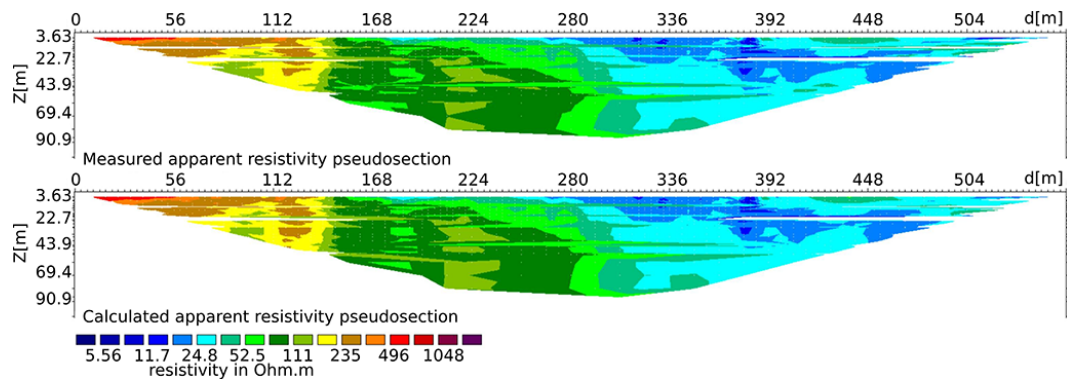 0 56 112 168 224 280 336 392 448 504 d[m]
3.63
22.7
43.9
69.4
90.9
Z[m]
Measured apparent resistivity pseudosection
0 56 112 168 224 280 336 392 448 504 d[m]
3.63
22.7
43.9
69.4
90.9
Z[m]
Calculated apparent resistivity pseudosection
5.56 11.7 24.8 52.5 111 235 496 1048
resistivity in Ohm.m